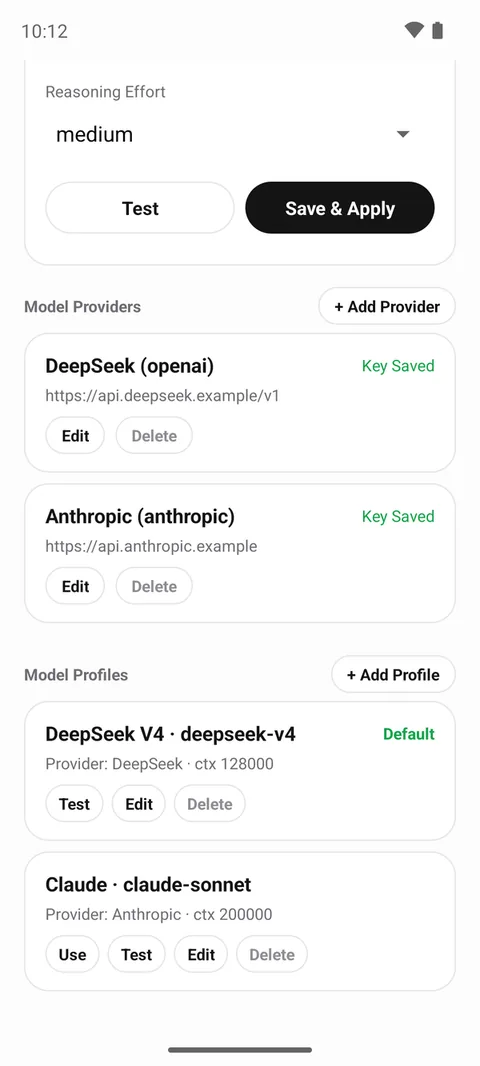 10:12
Reasoning Effort
medium
Test
Save & Apply
Model Providers
+ Add Provider
DeepSeek (openai)
Key Saved
https://api.deepseek.example/v1
Edit
Delete
Anthropic (anthropic)
Key Saved
https://api.anthropic.example
Edit
Delete
Model Profiles
+ Add Profile
DeepSeek V4 · deepseek-v4
Default
Provider: DeepSeek · ctx 128000
Test
Edit
Delete
Claude · claude-sonnet
Provider: Anthropic · ctx 200000
Use
Test
Edit
Delete